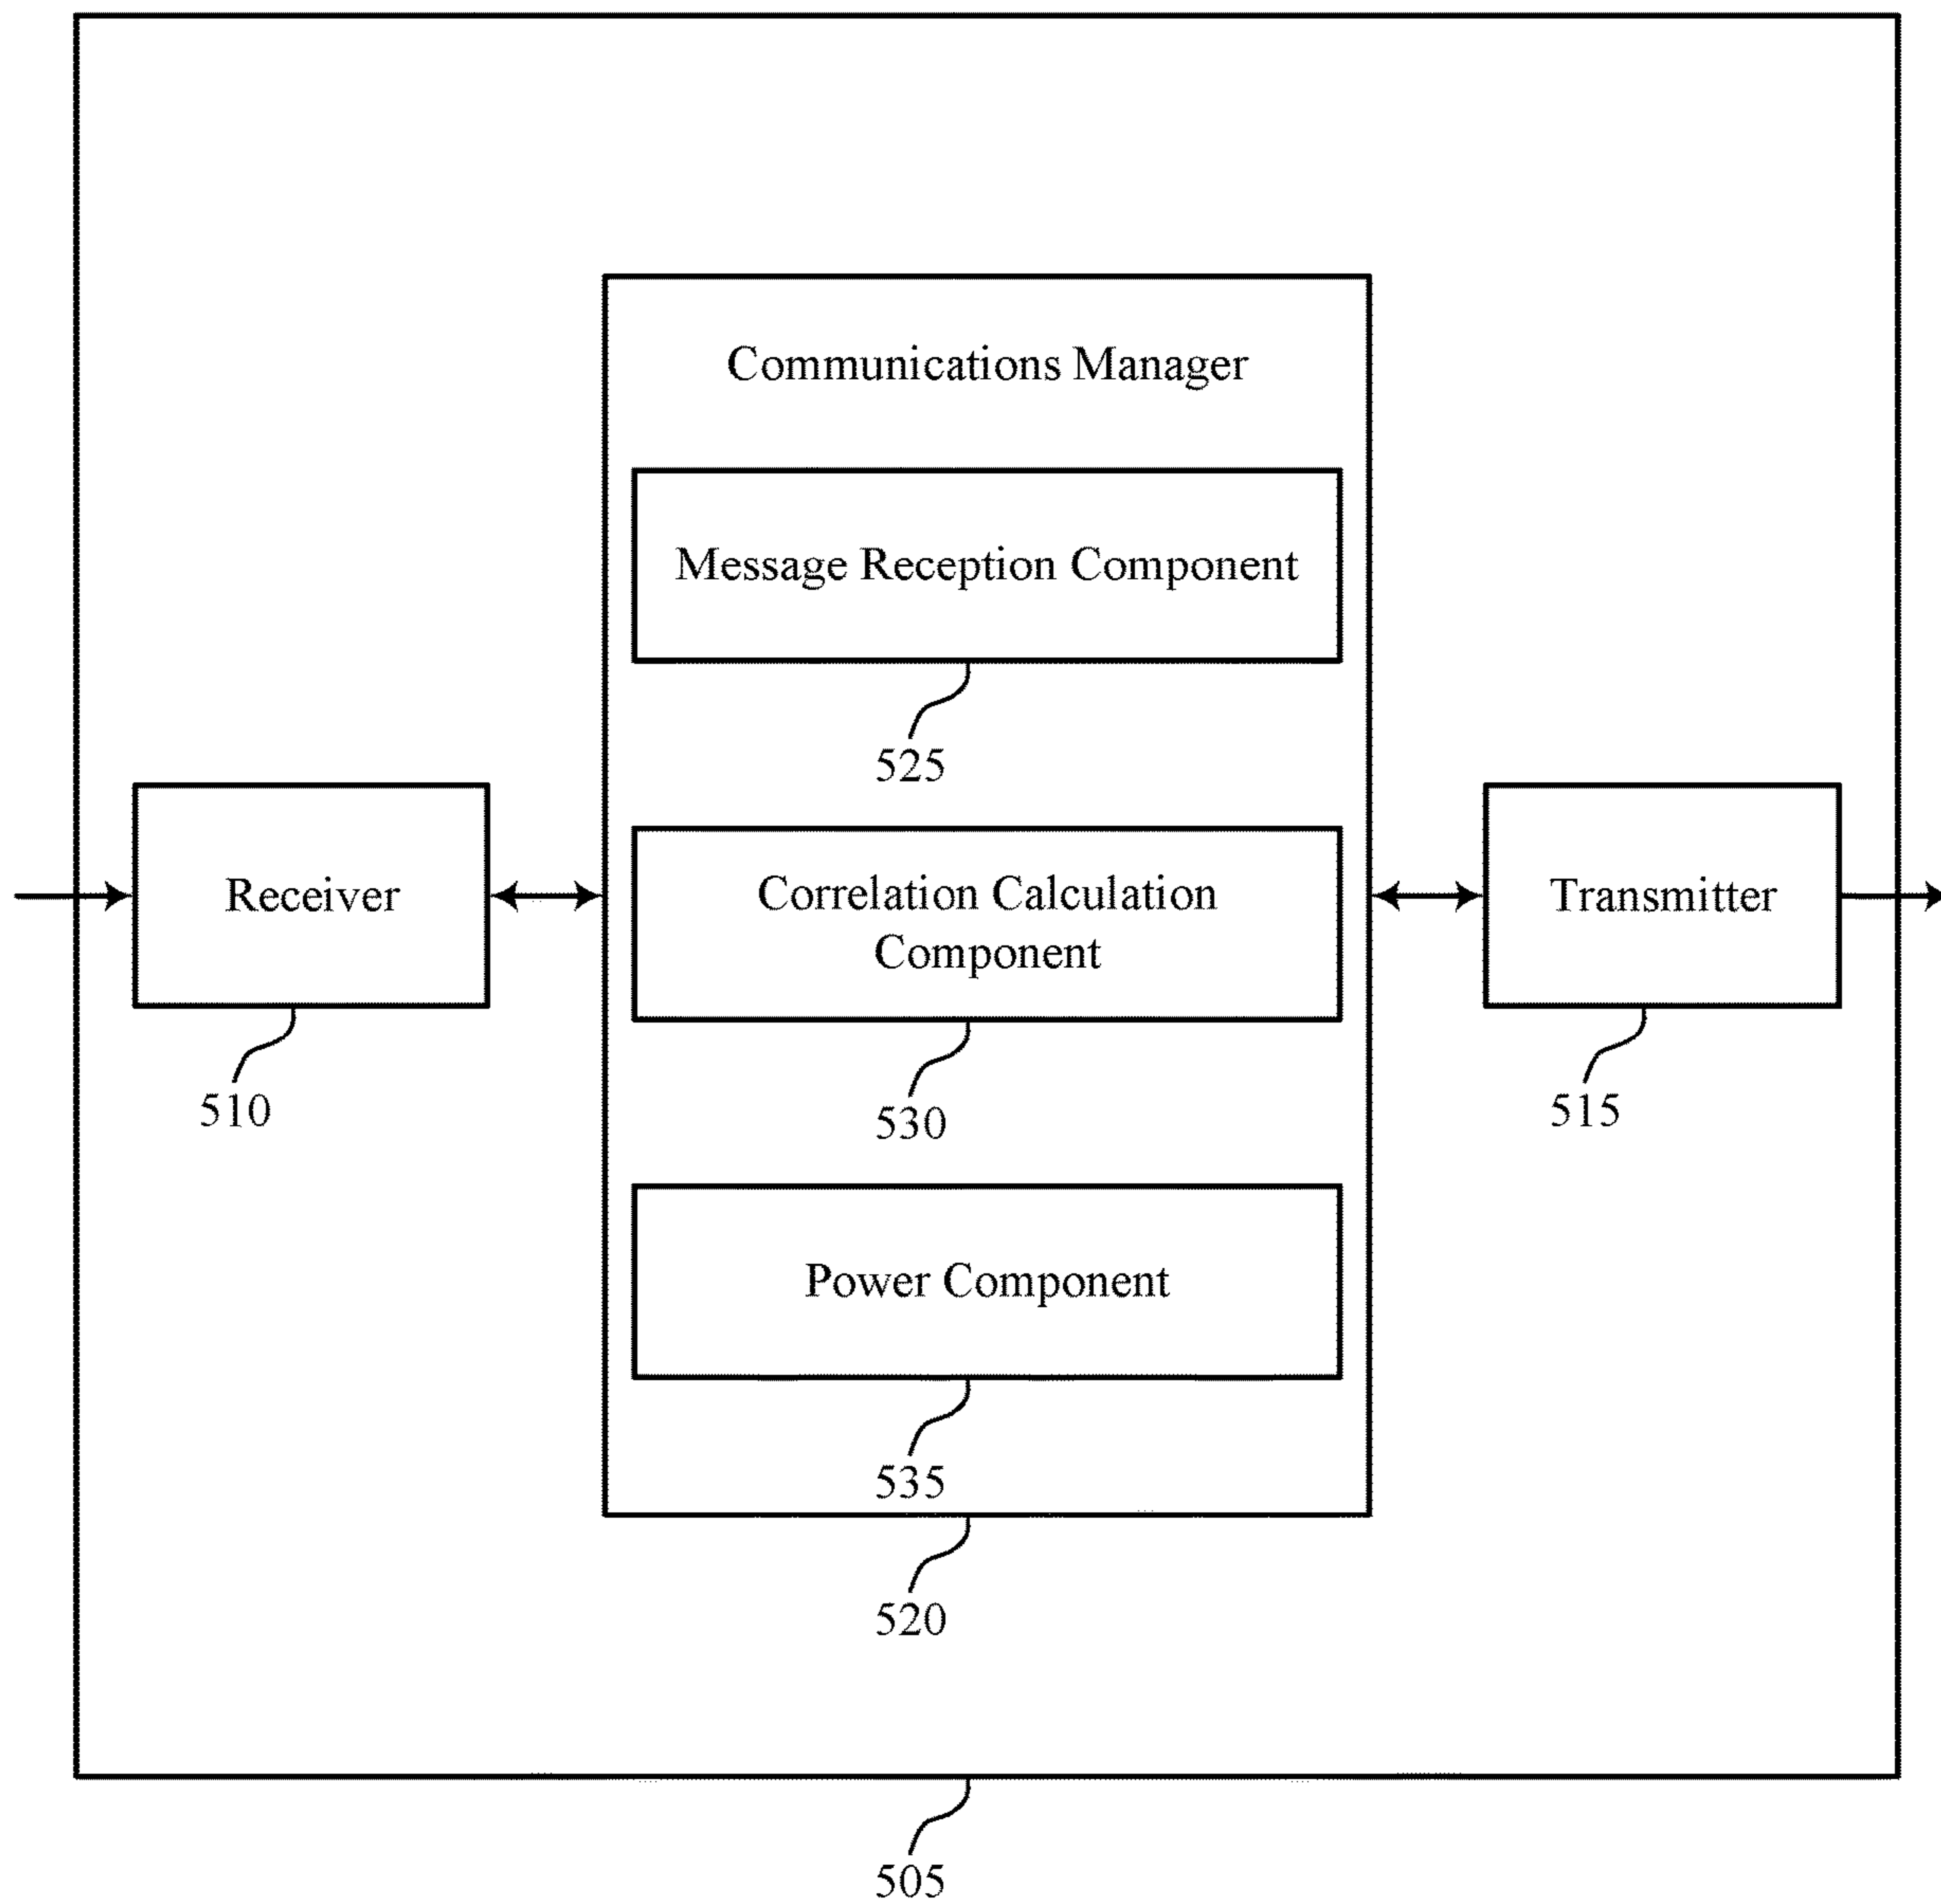 Communications Manager
Message Reception Component
525
Receiver
510
Correlation Calculation
Component
530
Transmitter
515
Power Component
535
520
505